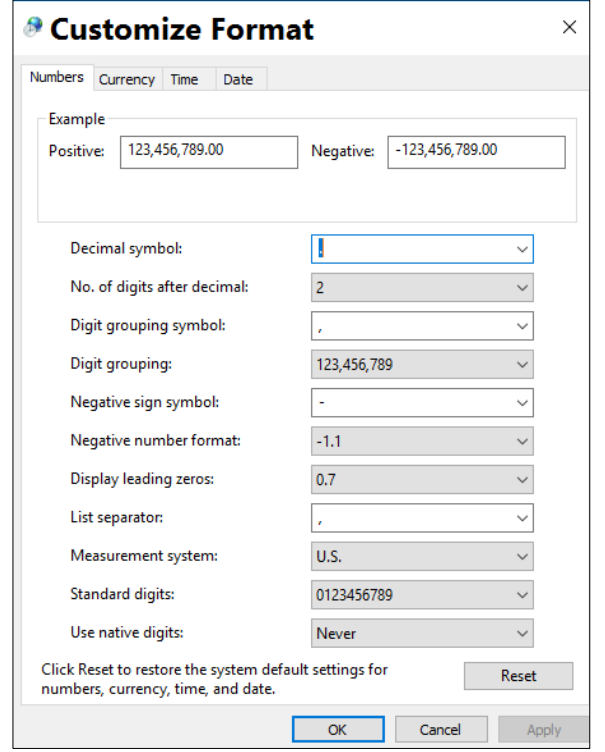 Customize Format
Numbers Currency Time Date
Example
Positive: 123,456,789.00 Negative: -123,456,789.00
Decimal symbol: .
No. of digits after decimal: 2
Digit grouping symbol: ,
Digit grouping: 123,456,789
Negative sign symbol: -
Negative number format: -1.1
Display leading zeros: 0.7
List separator: ,
Measurement system: U.S.
Standard digits: 0123456789
Use native digits: Never
Click Reset to restore the system default settings for
numbers, currency, time, and date.
Reset
OK Cancel Apply